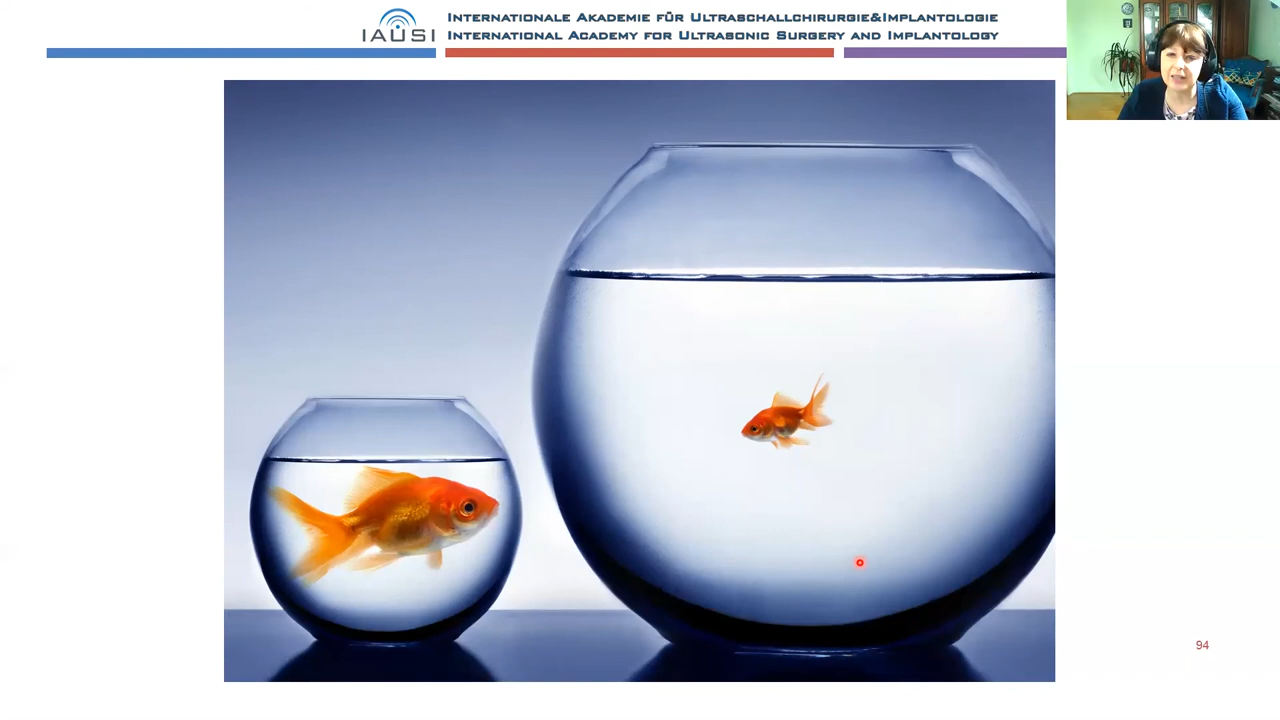 IAUSI
INTERNATIONALE AKADEMIE FÜR ULTRASCHALLCHIRURGIE&IMPLANTOLOGIE
INTERNATIONAL ACADEMY FOR ULTRASONIC SURGERY AND IMPLANTOLOGY
94